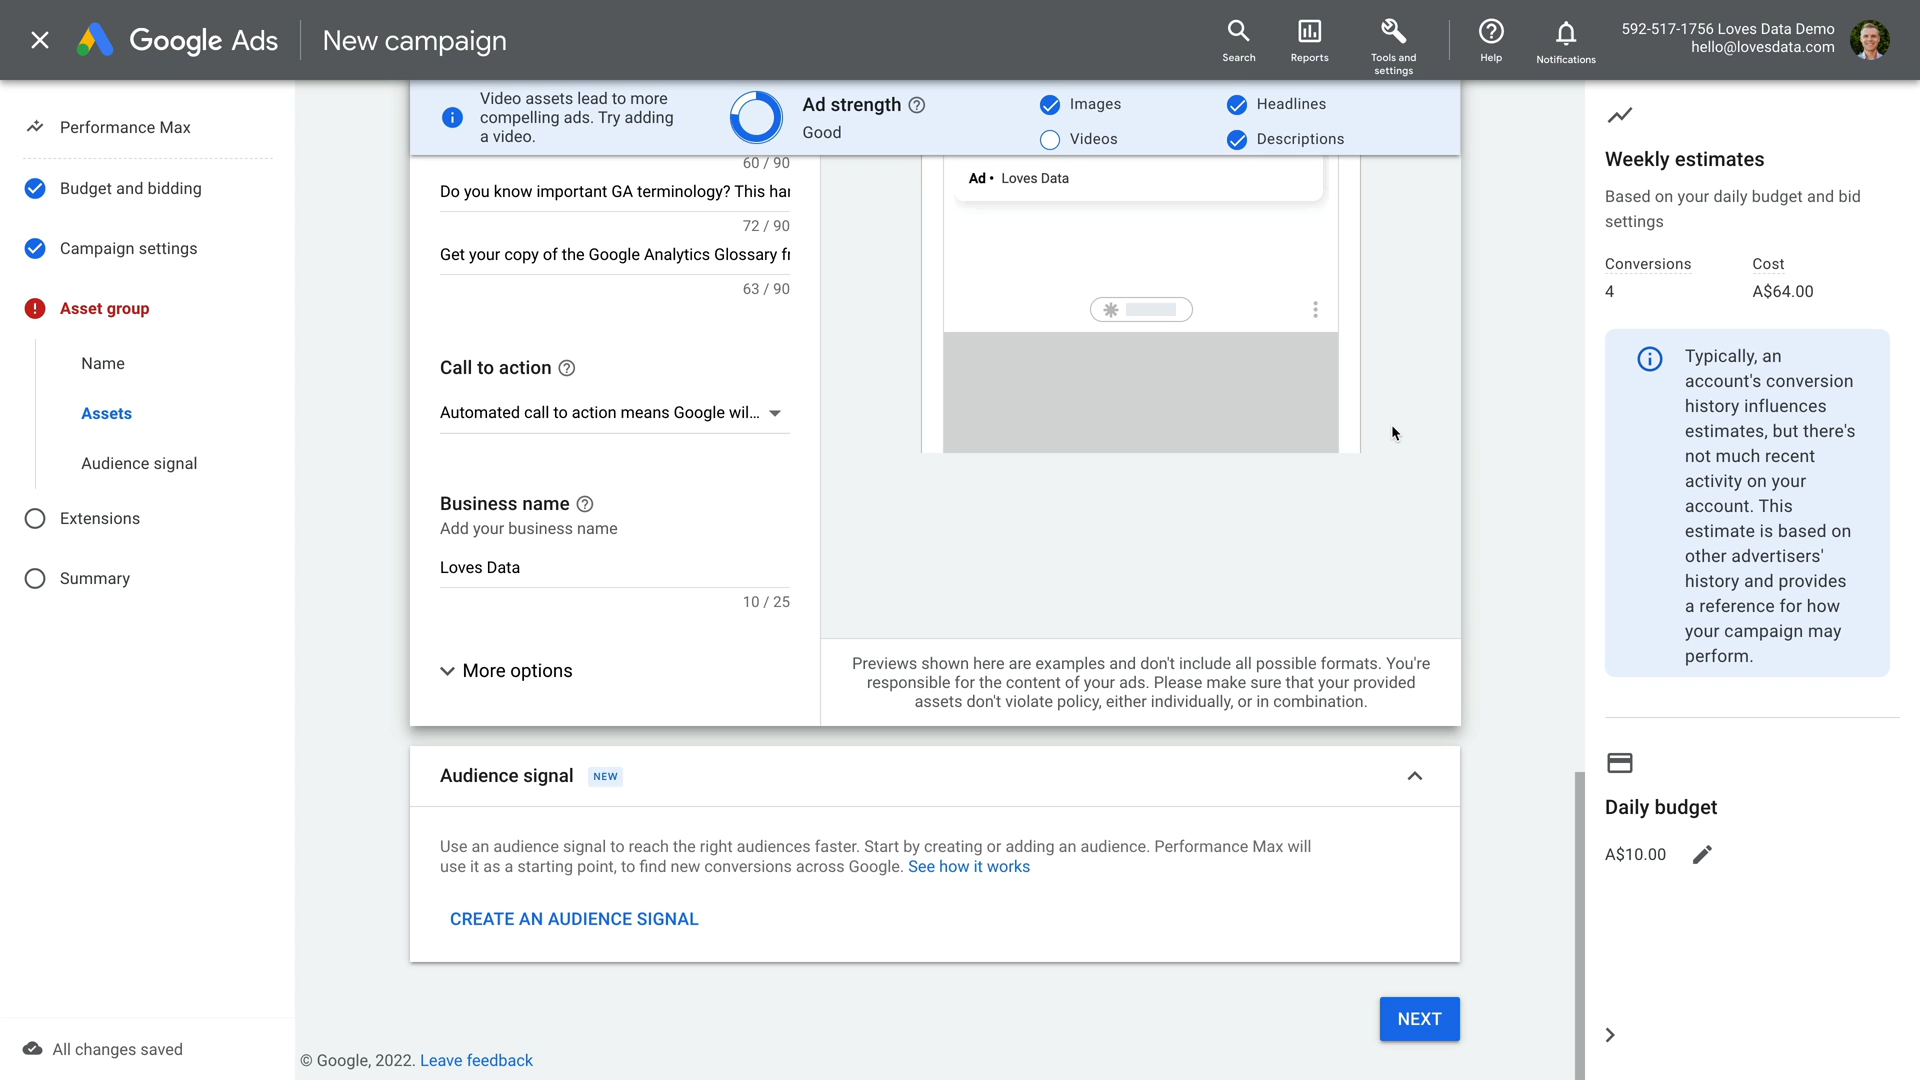 Google Ads
New campaign
Search
Reports
Tools and
settings
Help
Notifications
592-517-1756 Loves Data Demo
hello@lovesdata.com
Performance Max
Budget and bidding
Campaign settings
Asset group
Name
Assets
Audience signal
Extensions
Summary
All changes saved
Video assets lead to more
compelling ads. Try adding
a video.
Ad strength
Good
Images
Videos
Headlines
Descriptions
60 / 90
Do you know important GA terminology? This har
72 / 90
Get your copy of the Google Analytics Glossary fr
63 / 90
Call to action
Automated call to action means Google wil...
Business name
Add your business name
Loves Data
10 / 25
More options
Ad • Loves Data
Previews shown here are examples and don't include all possible formats. You're
responsible for the content of your ads. Please make sure that your provided
assets don't violate policy, either individually, or in combination.
Audience signal NEW
Use an audience signal to reach the right audiences faster. Start by creating or adding an audience. Performance Max will
use it as a starting point, to find new conversions across Google. See how it works
CREATE AN AUDIENCE SIGNAL
NEXT
© Google, 2022. Leave feedback
Weekly estimates
Based on your daily budget and bid
settings
Conversions
Cost
4
A$64.00
Typically, an
account's conversion
history influences
estimates, but there's
not much recent
activity on your
account. This
estimate is based on
other advertisers'
history and provides
a reference for how
your campaign may
perform.
Daily budget
A$10.00